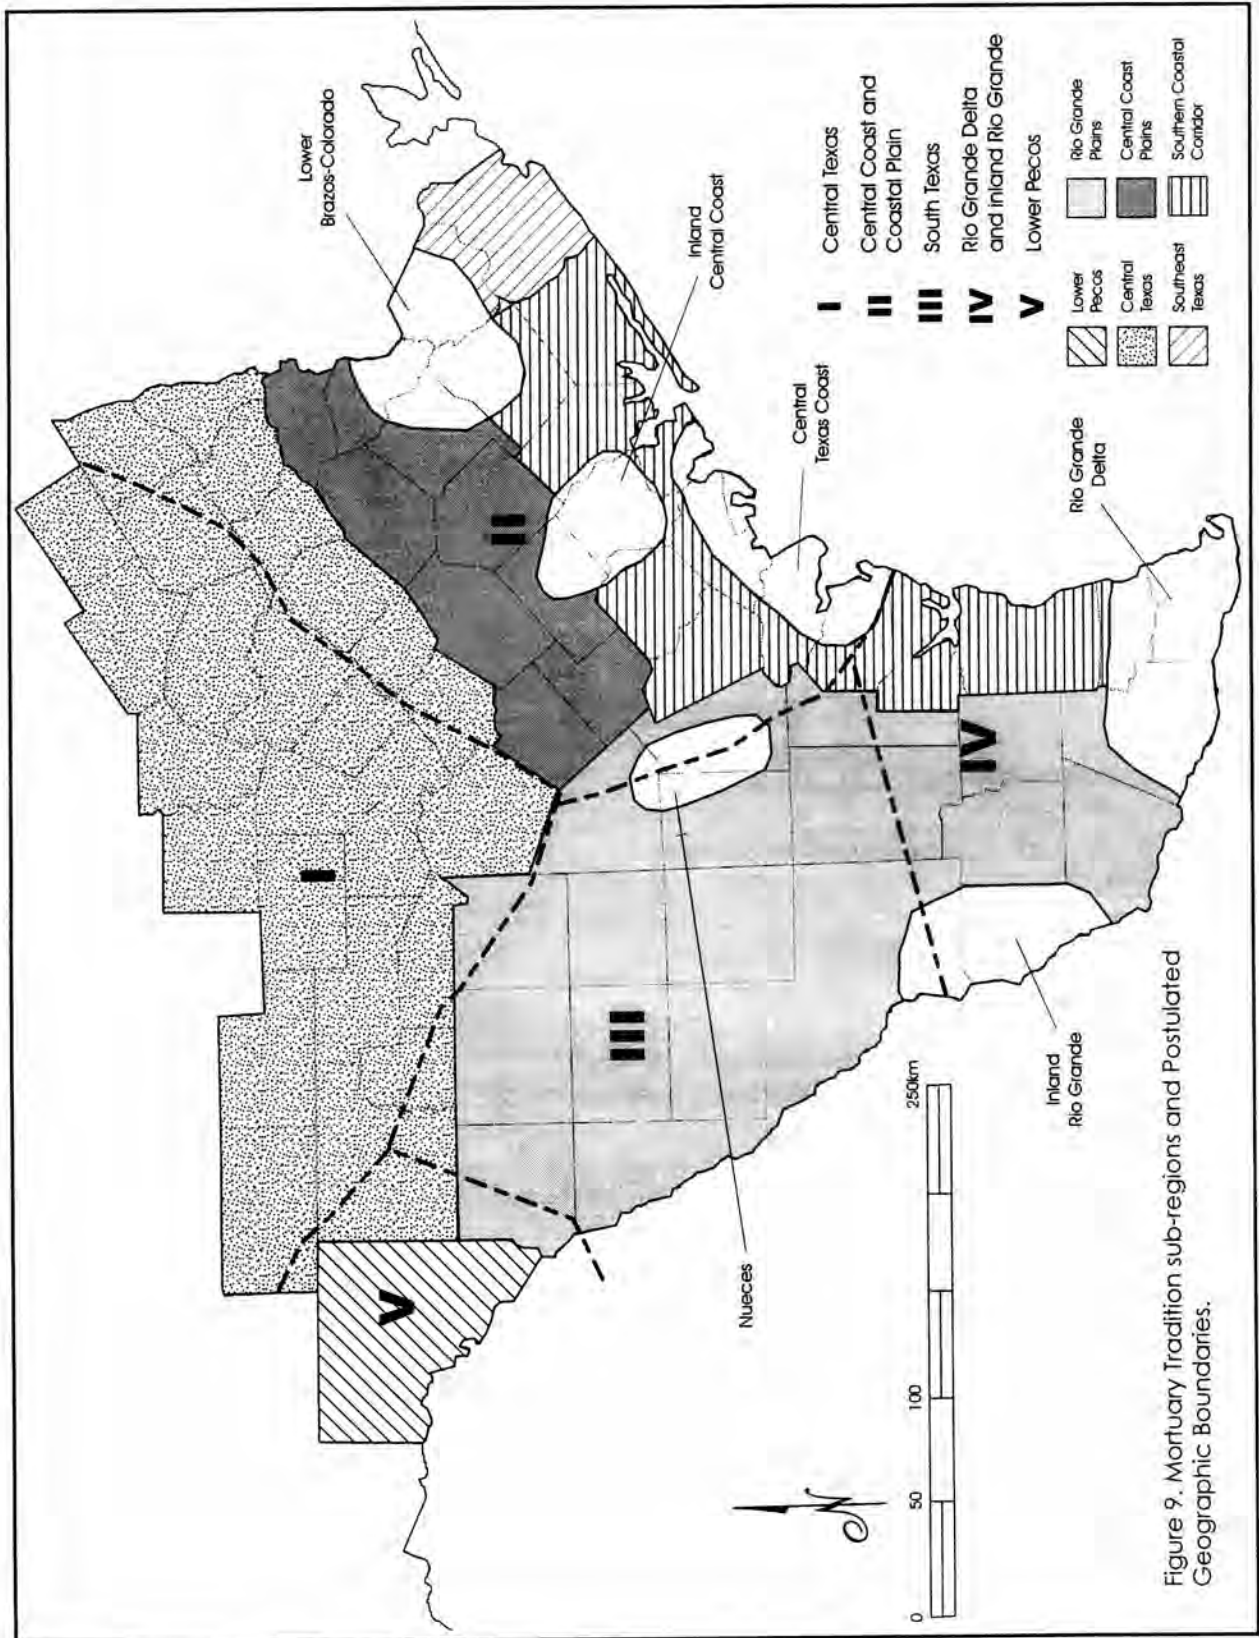 Lower
Brazos-Colorado
Inland
Central Coast
Central
Texas Coast
Rio Grande
Delta
Inland
Rio Grande
Nueces
I
II
III
IV
V
I Central Texas
II Central Coast and
Coastal Plain
III South Texas
IV Rio Grande Delta
and Inland Rio Grande
V Lower Pecos
Lower
Pecos
Central
Texas
Southeast
Texas
Rio Grande
Plains
Central Coast
Plains
Southern Coastal
Corridor
N
0 50 100 250km
Figure 9. Mortuary Tradition sub-regions and Postulated
Geographic Boundaries.